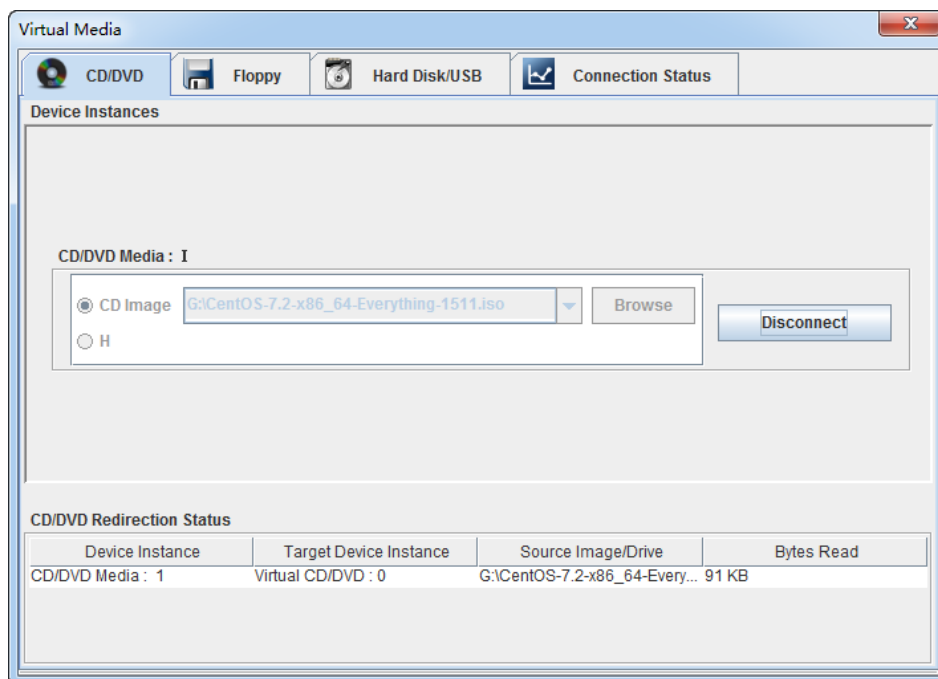 Virtual Media
CD/DVD Floppy Hard Disk/USB Connection Status
Device Instances
CD/DVD Media : I
CD Image G:\CentOS-7.2-x86_64-Everything-1511.iso Browse
Disconnect
H
CD/DVD Redirection Status
Device Instance Target Device Instance Source Image/Drive Bytes Read
CD/DVD Media : 1 Virtual CD/DVD : 0 G:\CentOS-7.2-x86_64-Every... 91 KB